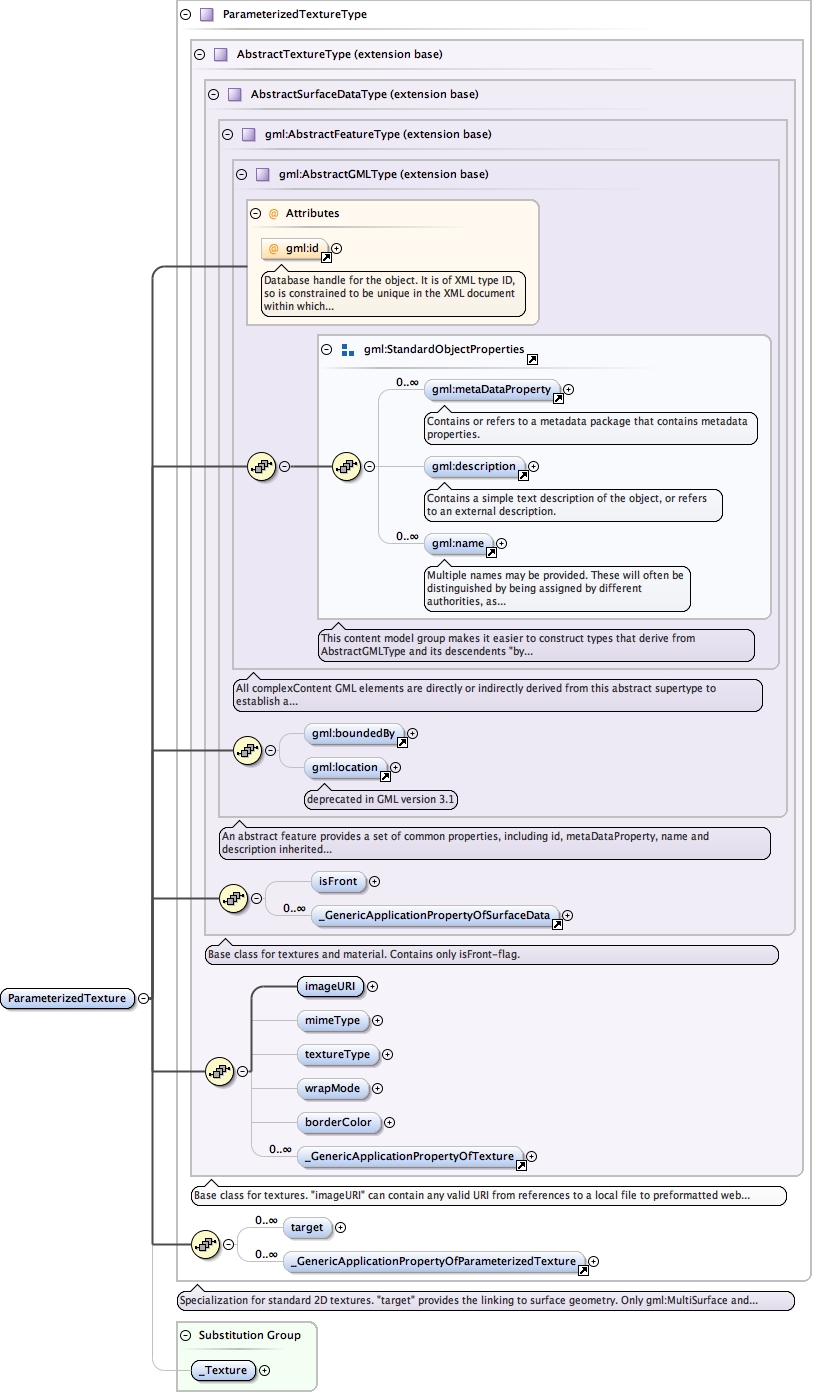 ParameterizedTextureType
AbstractTextureType (extension base)
AbstractSurfaceDataType (extension base)
gml:AbstractFeatureType (extension base)
gml:AbstractGMLType (extension base)
@ Attributes
@ gml:id
Database handle for the object. It is of XML type ID,
so is constrained to be unique in the XML document
within which...
gml:StandardObjectProperties
0..∞
gml:metaDataProperty
Contains or refers to a metadata package that contains metadata
properties.
gml:description
Contains a simple text description of the object, or refers
to an external description.
0..∞
gml:name
Multiple names may be provided. These will often be
distinguished by being assigned by different
authorities, as...
This content model group makes it easier to construct types that derive from
AbstractGMLType and its descendents "by...
All complexContent GML elements are directly or indirectly derived from this abstract supertype to
establish a...
gml:boundedBy
gml:location
deprecated in GML version 3.1
An abstract feature provides a set of common properties, including id, metaDataProperty, name and
description inherited...
isFront
0..∞
_GenericApplicationPropertyOfSurfaceData
Base class for textures and material. Contains only isFront-flag.
ParameterizedTexture
imageURI
mimeType
textureType
wrapMode
borderColor
0..∞
_GenericApplicationPropertyOfTexture
Base class for textures. "imageURI" can contain any valid URI from references to a local file to preformatted web...
0..∞
target
0..∞
_GenericApplicationPropertyOfParameterizedTexture
Specialization for standard 2D textures. "target" provides the linking to surface geometry. Only gml:MultiSurface and...
Substitution Group
_Texture